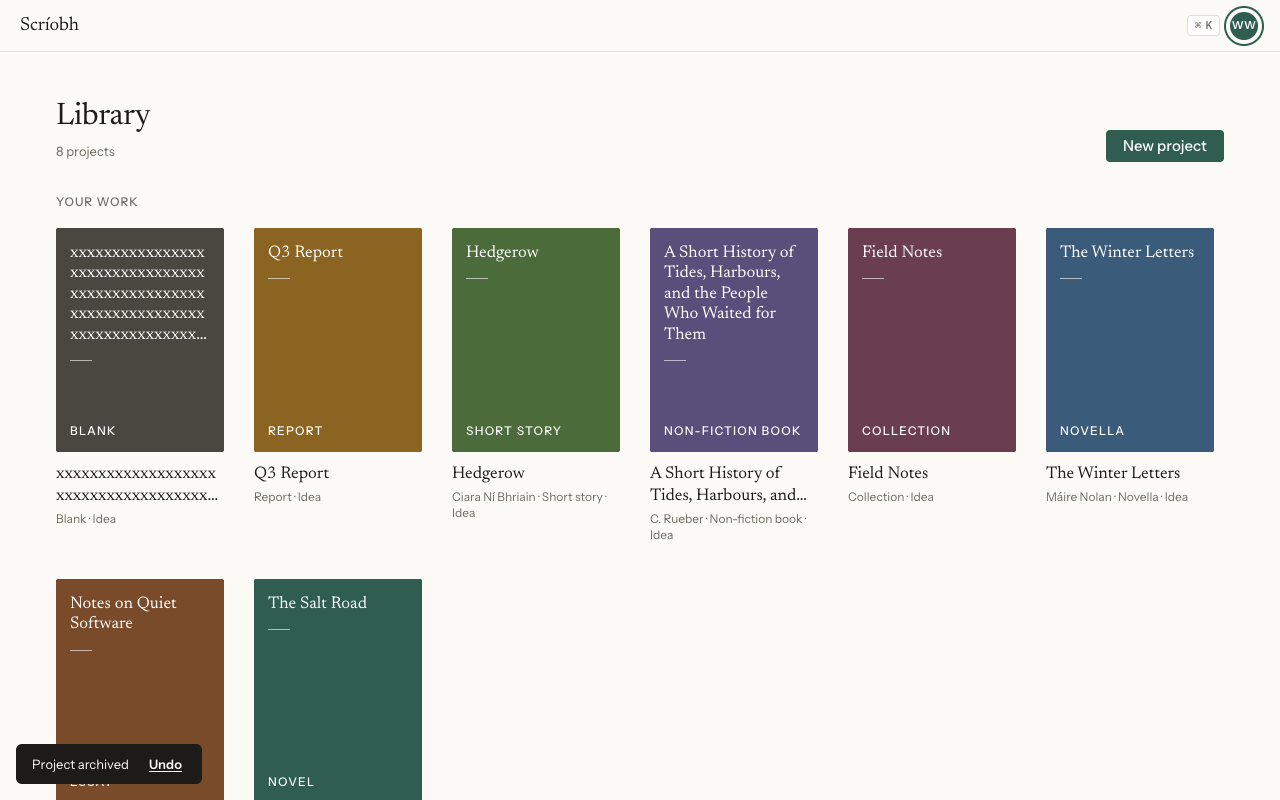 Scríobh
⌘ K
WW
Library
8 projects
New project
YOUR WORK
xxxxxxxxxxxxxxxx
xxxxxxxxxxxxxxxx
xxxxxxxxxxxxxxxx
xxxxxxxxxxxxxxxx
xxxxxxxxxxxxxxx…
BLANK
xxxxxxxxxxxxxxxxxxx
xxxxxxxxxxxxxxxxxx…
Blank · Idea
Q3 Report
REPORT
Q3 Report
Report · Idea
Hedgerow
SHORT STORY
Hedgerow
Ciara Ní Bhriain · Short story ·
Idea
A Short History of
Tides, Harbours,
and the People
Who Waited for
Them
NON-FICTION BOOK
A Short History of
Tides, Harbours, and…
C. Rueber · Non-fiction book ·
Idea
Field Notes
COLLECTION
Field Notes
Collection · Idea
The Winter Letters
NOVELLA
The Winter Letters
Máire Nolan · Novella · Idea
Notes on Quiet
Software
The Salt Road
NOVEL
Project archived
Undo